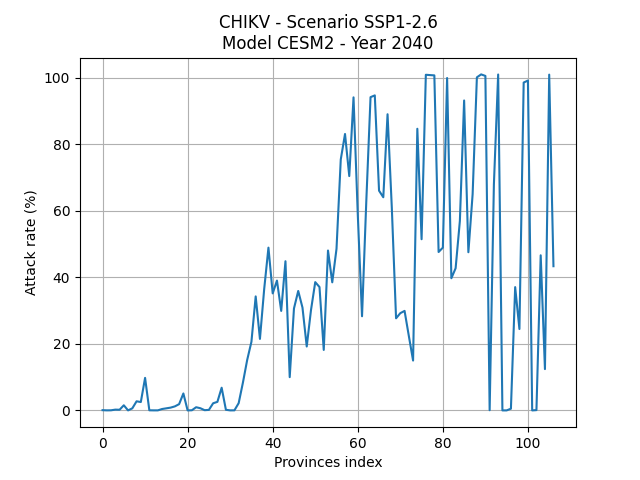 CHIKV - Scenario SSP1-2.6
Model CESM2 - Year 2040
100
80
60
40
20
0
Attack rate (%)
0 20 40 60 80 100
Provinces index